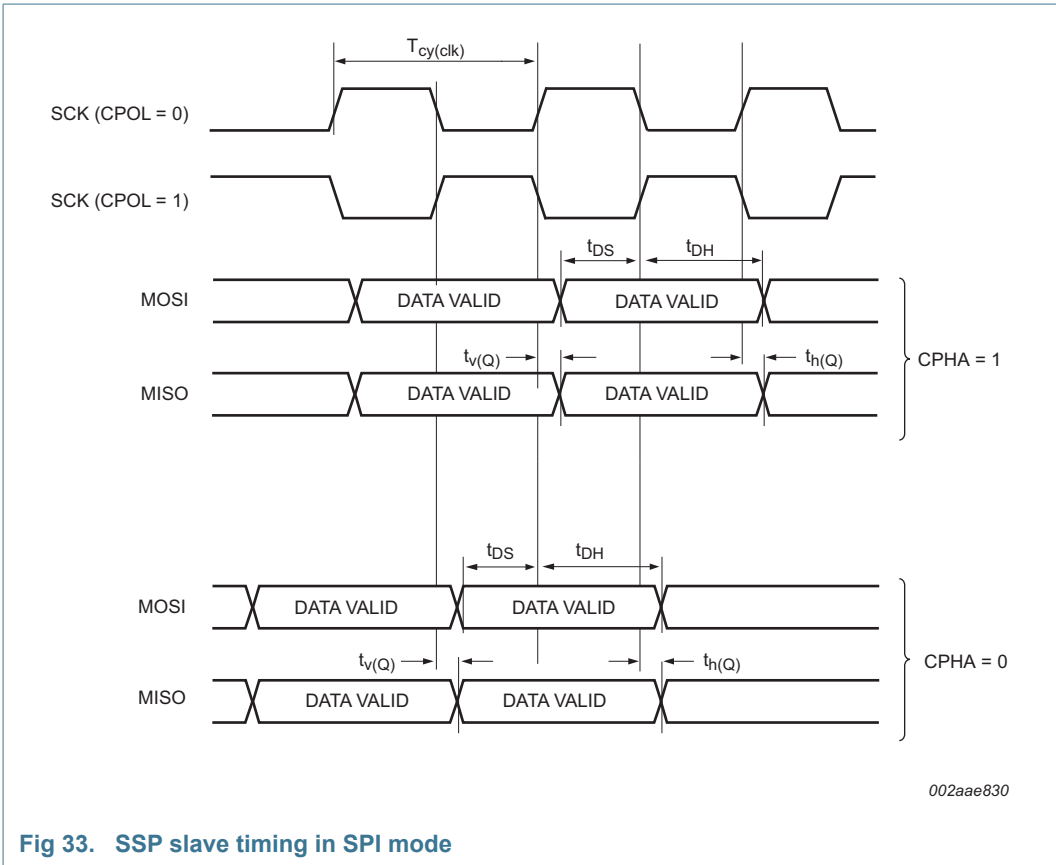 Tcy(clk)
SCK (CPOL = 0)
SCK (CPOL = 1)
tDS tDH
MOSI DATA VALID DATA VALID
tv(Q) th(Q)
CPHA = 1
MISO DATA VALID DATA VALID
tDS tDH
MOSI DATA VALID DATA VALID
tv(Q) th(Q)
CPHA = 0
MISO DATA VALID DATA VALID
002aae830
Fig 33. SSP slave timing in SPI mode